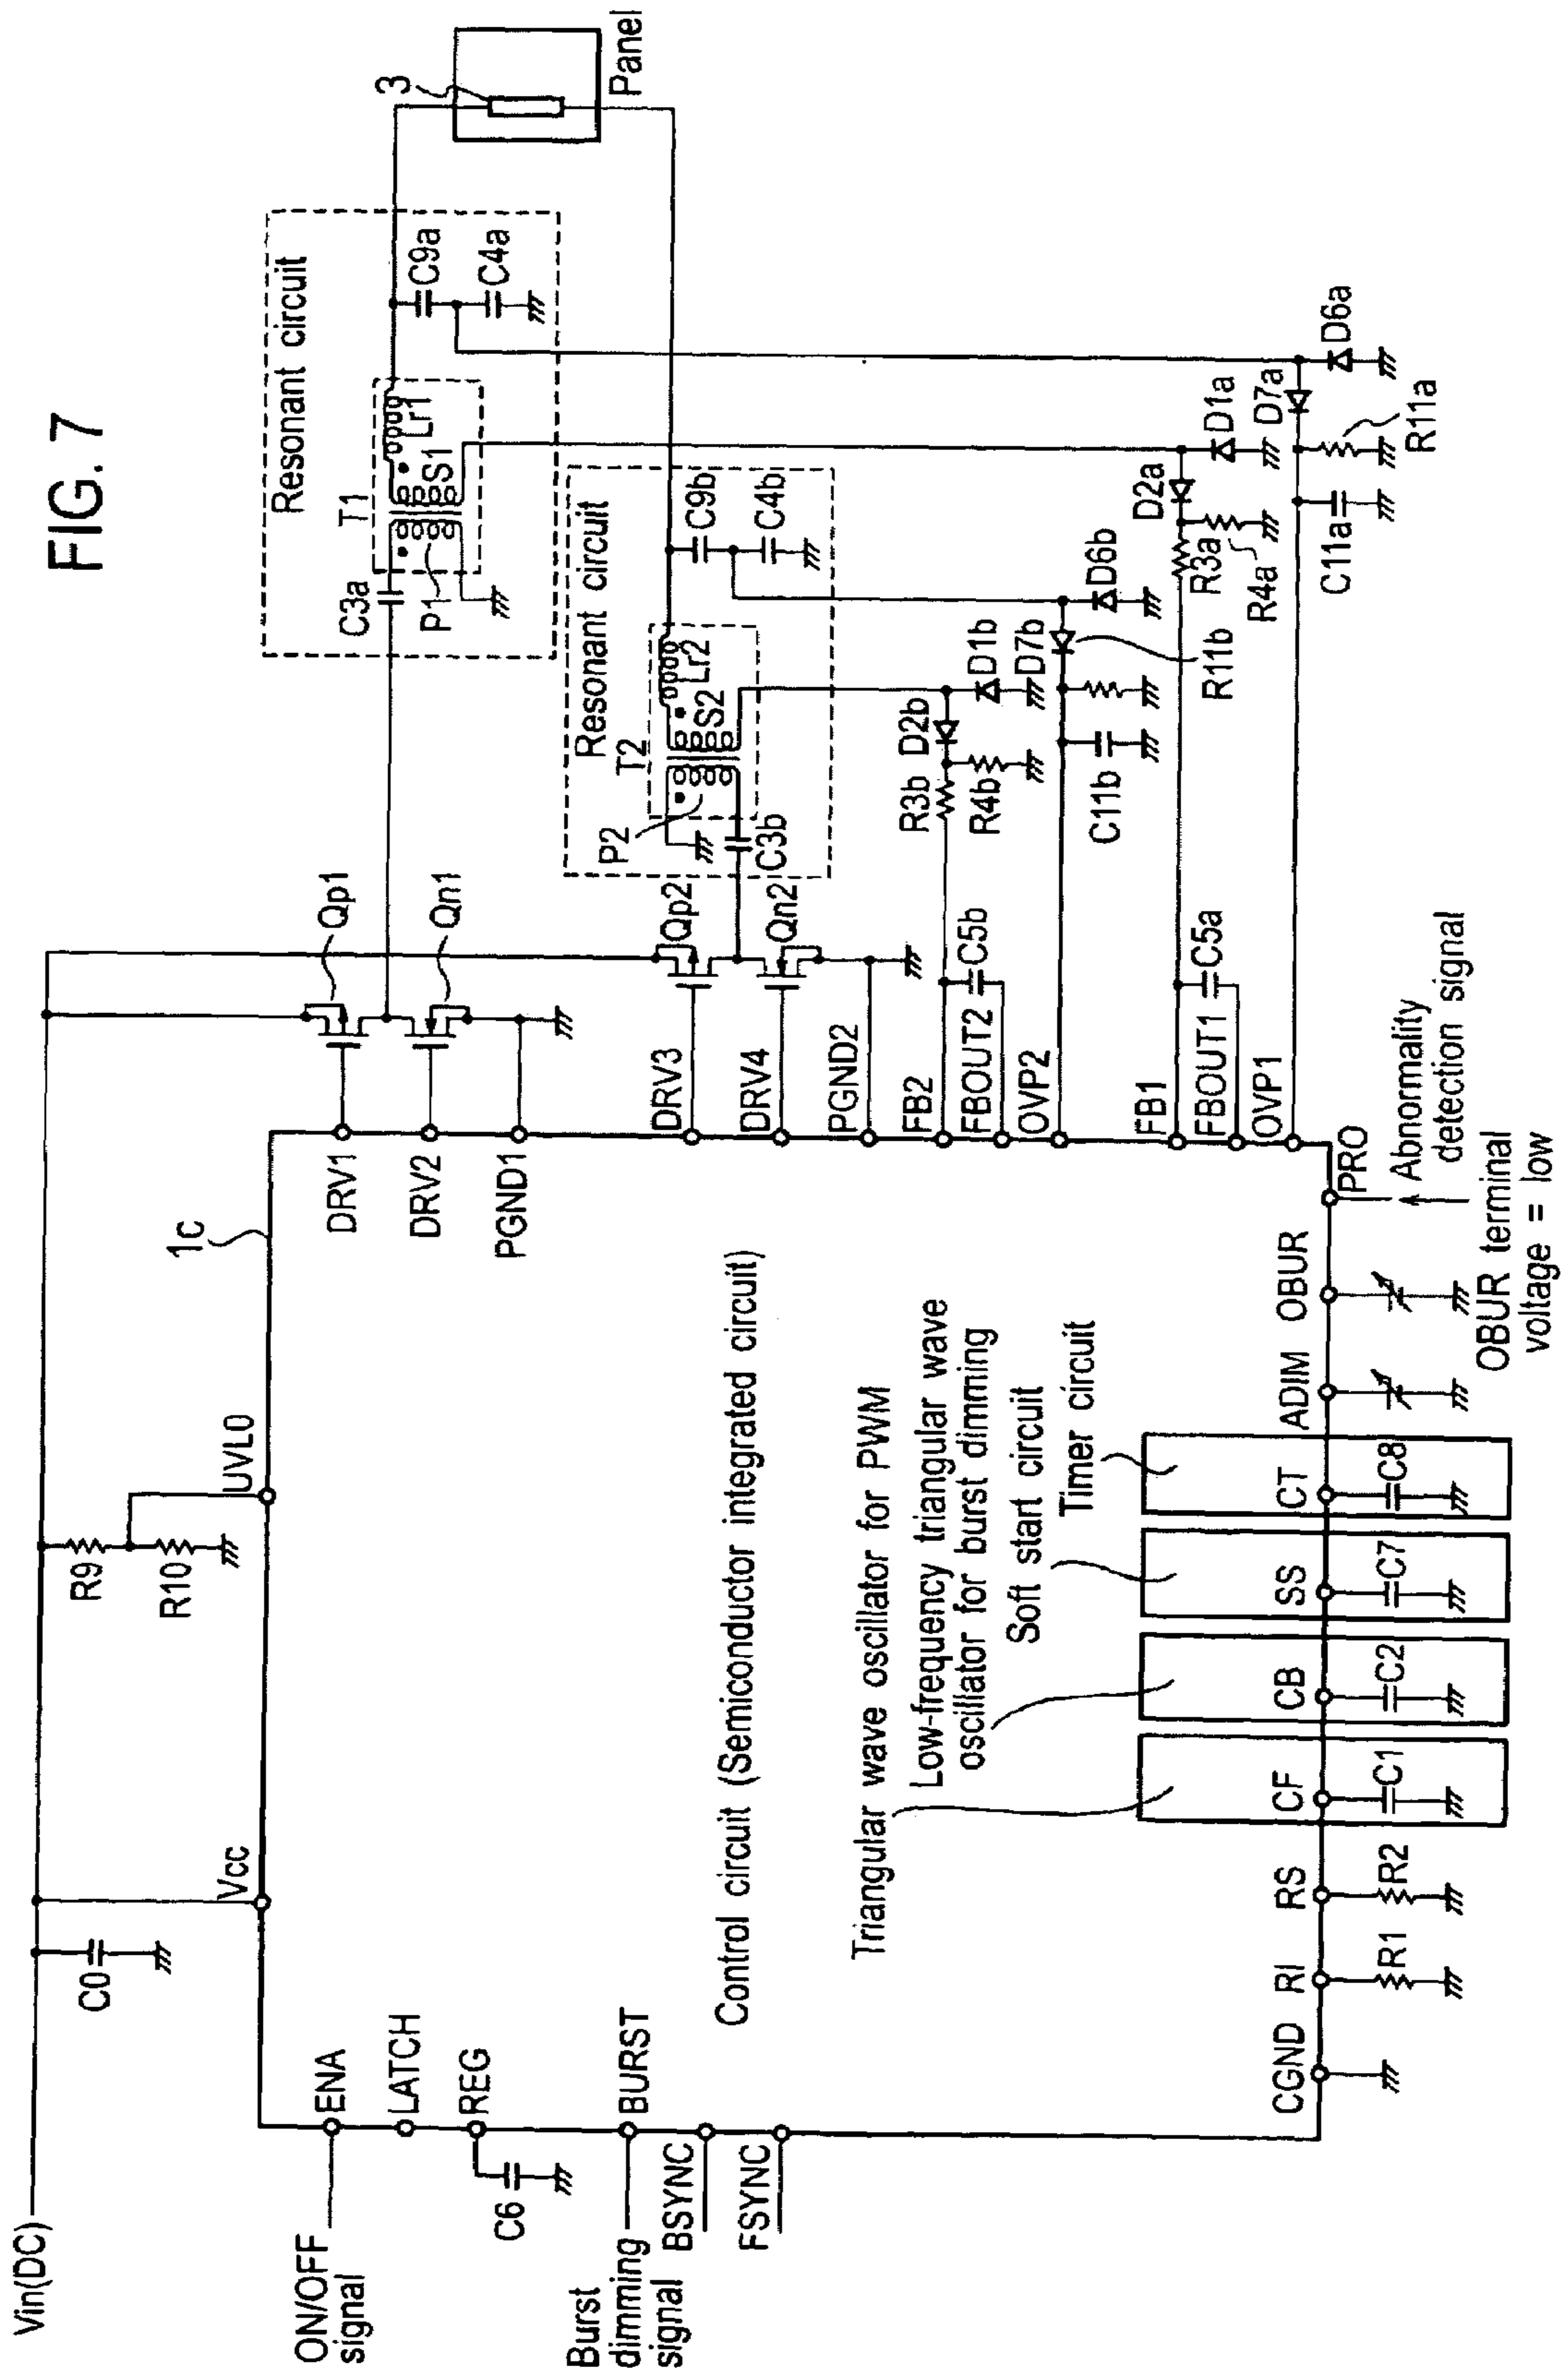 FIG. 7
Vin(DC)
C0
Vcc
R9
R10
UVL0
1c
ON/OFF
signal
ENA
LATCH
REG
C6
Burst
dimming
signal
BURST
BSYNC
FSYNC
Control circuit (Semiconductor integrated circuit)
Triangular wave oscillator for PWM
Low-frequency triangular wave
oscillator for burst dimming
Soft start circuit
Timer circuit
CGND
RI
RS
CF
CB
SS
CT
ADIM
OBUR
PRO
R1
R2
C1
C2
C7
C8
OBUR terminal
voltage = low
Abnormality
detection signal
DRV1
DRV2
PGND1
DRV3
DRV4
PGND2
FB2
FBOUT2
OVP2
FB1
FBOUT1
OVP1
Qp1
Qn1
Qp2
Qn2
C5b
C5a
Resonant circuit
T1
C3a
P1
S1
Lr1
C9a
C4a
3
Panel
Resonant circuit
T2
P2
C3b
S2
Lr2
C9b
C4b
R3b
D2b
R4b
D1b
D7b
D6b
C11b
R11b
D2a
D1a
R3a
R4a
D7a
D6a
C11a
R11a